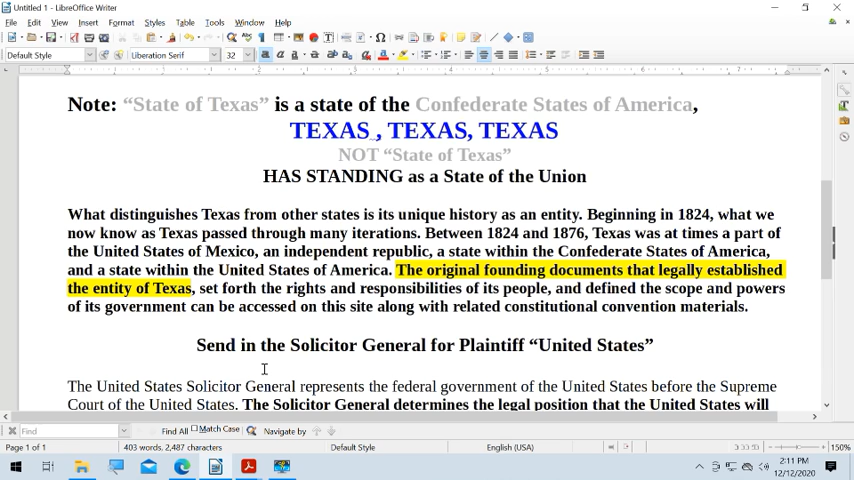 Untitled 1 - LibreOffice Writer
File Edit View Insert Format Styles Table Tools Window Help
Default Style Liberation Serif 32
Note: “State of Texas” is a state of the Confederate States of America,
TEXAS , TEXAS, TEXAS
NOT “State of Texas”
HAS STANDING as a State of the Union
What distinguishes Texas from other states is its unique history as an entity. Beginning in 1824, what we
now know as Texas passed through many iterations. Between 1824 and 1876, Texas was at times a part of
the United States of Mexico, an independent republic, a state within the Confederate States of America,
and a state within the United States of America. The original founding documents that legally established
the entity of Texas, set forth the rights and responsibilities of its people, and defined the scope and powers
of its government can be accessed on this site along with related constitutional convention materials.
Send in the Solicitor General for Plaintiff “United States”
The United States Solicitor General represents the federal government of the United States before the Supreme
Court of the United States. The Solicitor General determines the legal position that the United States will
Find Find All Match Case Navigate by
Page 1 of 1 403 words, 2,487 characters Default Style English (USA) 150%
2:11 PM
12/12/2020